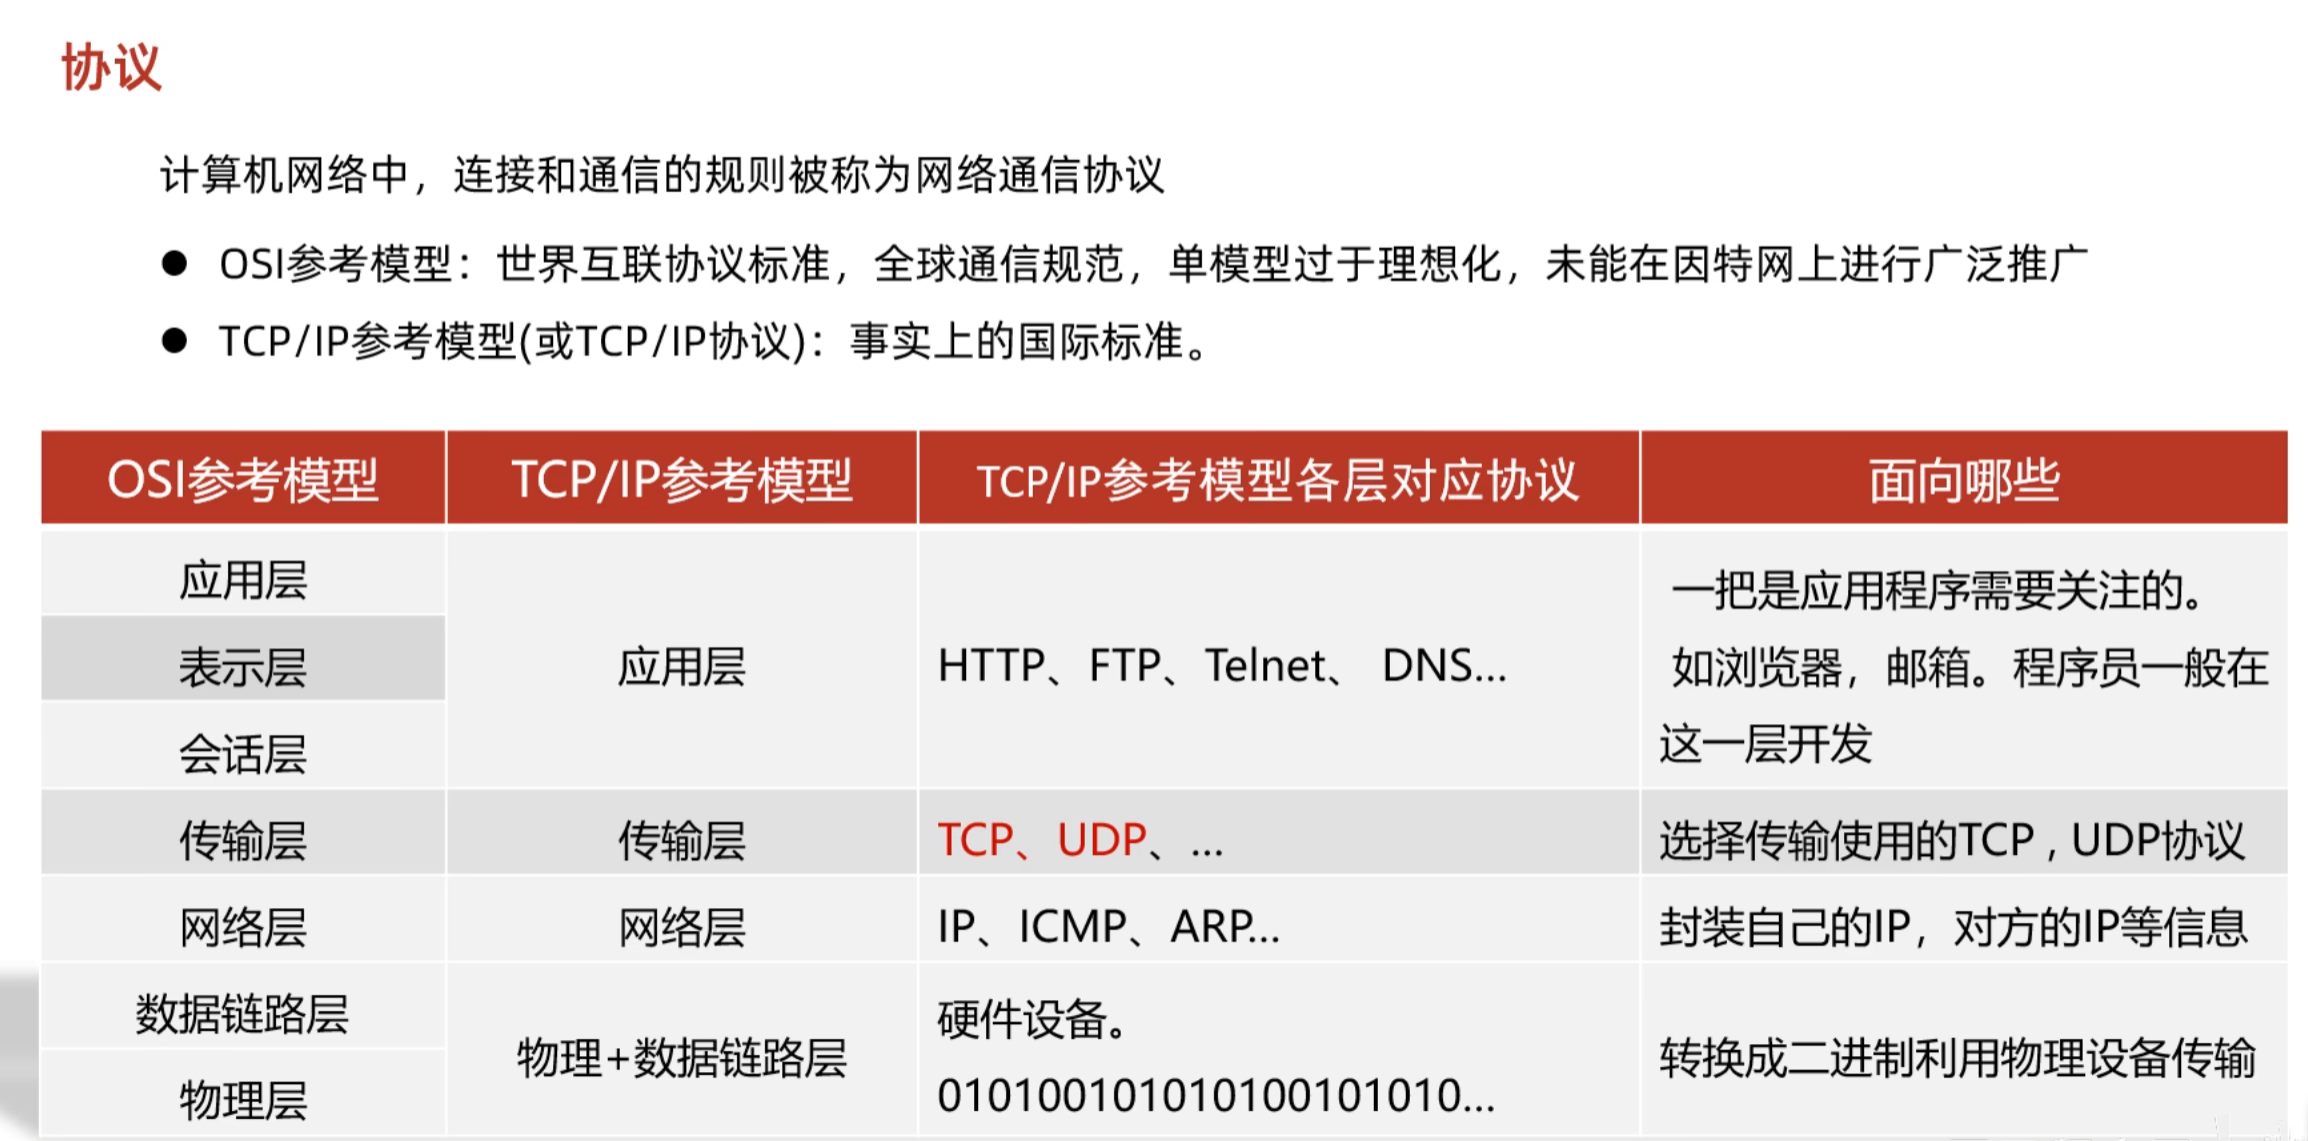 协议
计算机网络中，连接和通信的规则被称为网络通信协议
● OSI参考模型：世界互联协议标准，全球通信规范，单模型过于理想化，未能在因特网上进行广泛推广
● TCP/IP参考模型(或TCP/IP协议)：事实上的国际标准。
OSI参考模型 TCP/IP参考模型 TCP/IP参考模型各层对应协议 面向哪些
应用层
表示层
会话层
应用层
HTTP、FTP、Telnet、 DNS...
一把是应用程序需要关注的。
如浏览器，邮箱。程序员一般在
这一层开发
传输层 传输层 TCP、UDP、... 选择传输使用的TCP , UDP协议
网络层 网络层 IP、ICMP、ARP... 封装自己的IP，对方的IP等信息
数据链路层
物理层
物理+数据链路层
硬件设备。
010100101010100101010...
转换成二进制利用物理设备传输